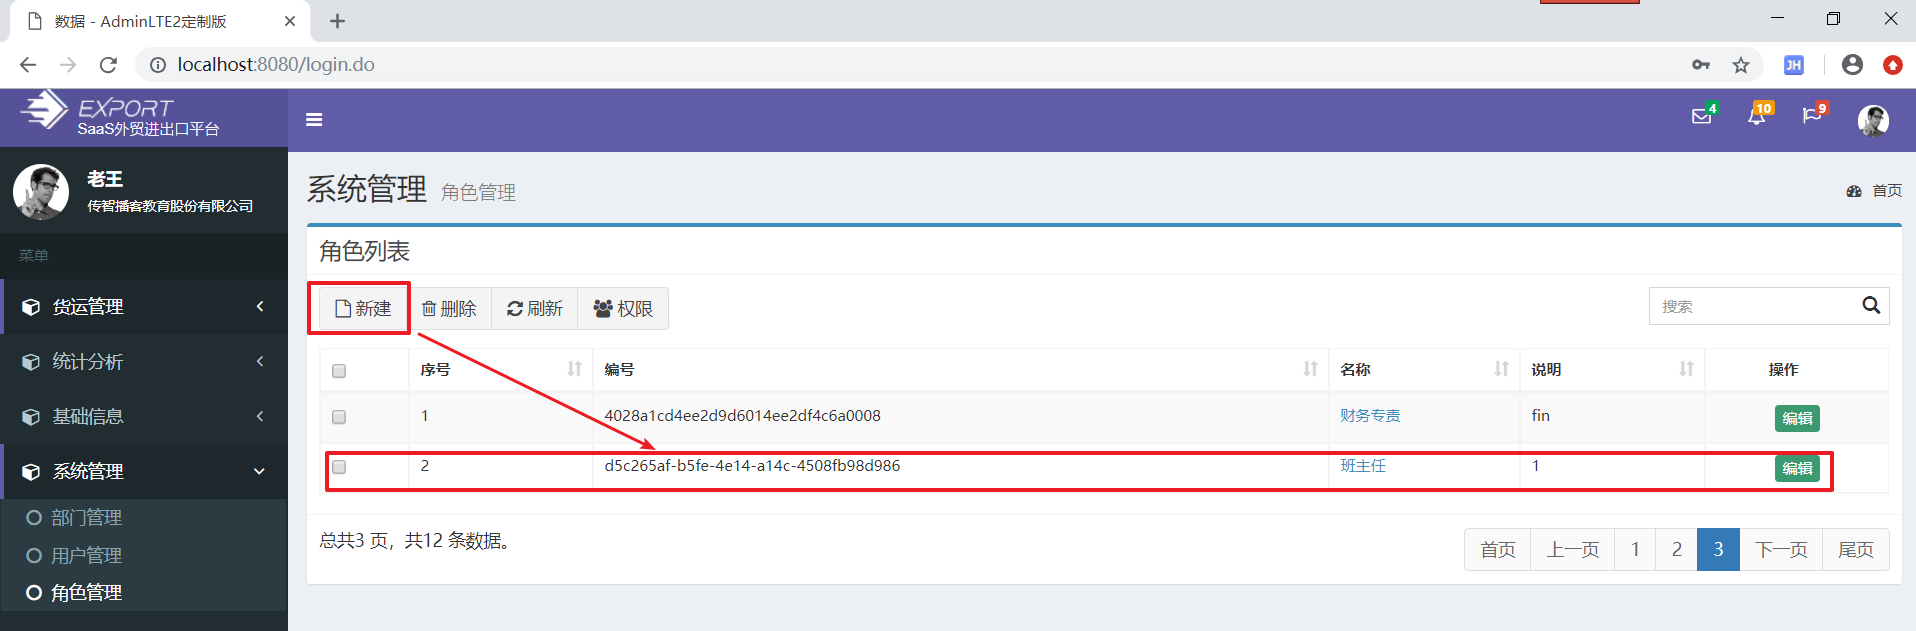 数据 - AdminLTE2定制版
localhost:8080/login.do
JH
EXPORT
SaaS外贸进出口平台
4
10
9
老王
传智播客教育股份有限公司
菜单
货运管理
统计分析
基础信息
系统管理
部门管理
用户管理
角色管理
系统管理 角色管理
首页
角色列表
新建 删除 刷新 权限
搜索
序号 编号 名称 说明 操作
1 4028a1cd4ee2d9d6014ee2df4c6a0008 财务专责 fin 编辑
2 d5c265af-b5fe-4e14-a14c-4508fb98d986 班主任 1 编辑
总共3 页，共12 条数据。
首页 上一页 1 2 3 下一页 尾页